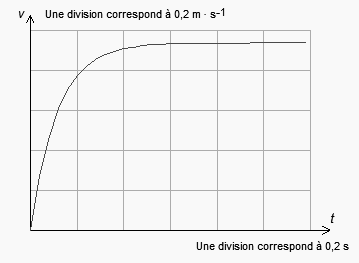 v Une division correspond à 0,2 m · s-1
t
Une division correspond à 0,2 s